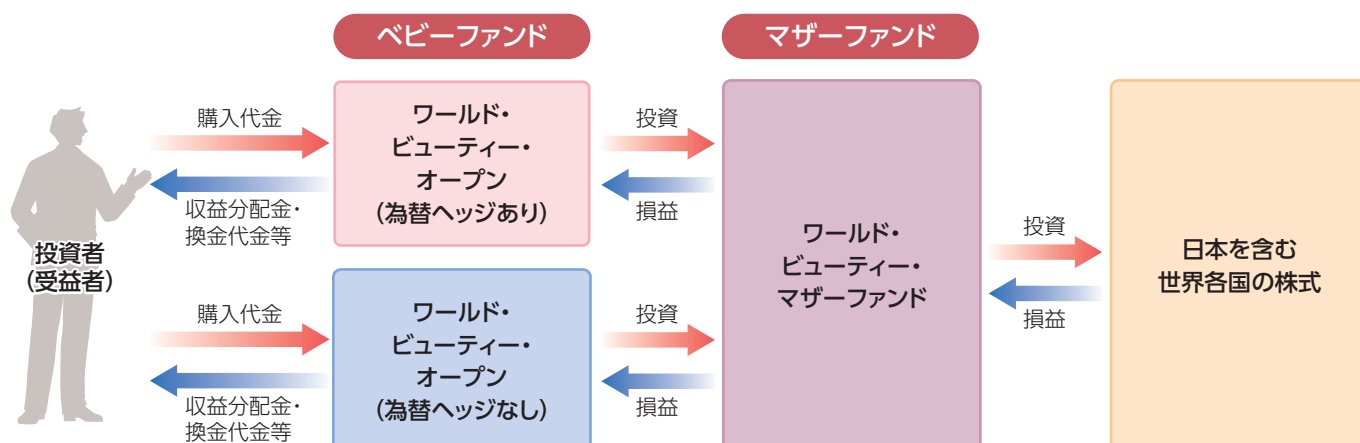 ベビーファンド
マザーファンド
購入代金
収益分配金・
換金代金等
投資者
(受益者)
購入代金
収益分配金・
換金代金等
ワールド・
ビューティー・
オープン
(為替ヘッジあり)
ワールド・
ビューティー・
オープン
(為替ヘッジなし)
投資
損益
投資
損益
ワールド・
ビューティー・
マザーファンド
投資
損益
日本を含む
世界各国の株式